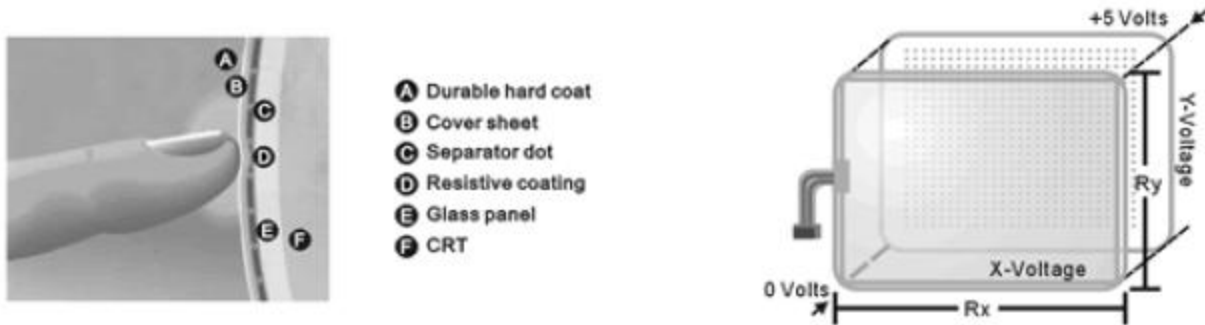 A
B
C
D
E
F
A Durable hard coat
B Cover sheet
C Separator dot
D Resistive coating
E Glass panel
F CRT
+5 Volts
Y-Voltage
Ry
X-Voltage
0 Volts
Rx